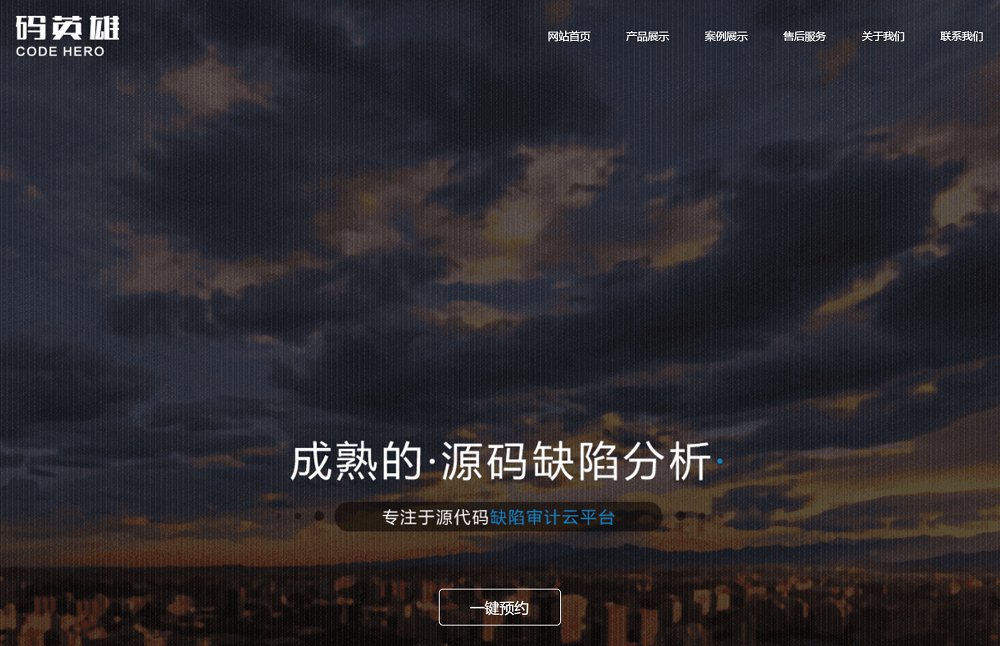 码英雄
CODE HERO
网站首页 产品展示 案例展示 售后服务 关于我们 联系我们
成熟的·源码缺陷分析·
专注于源代码缺陷审计云平台
一键预约